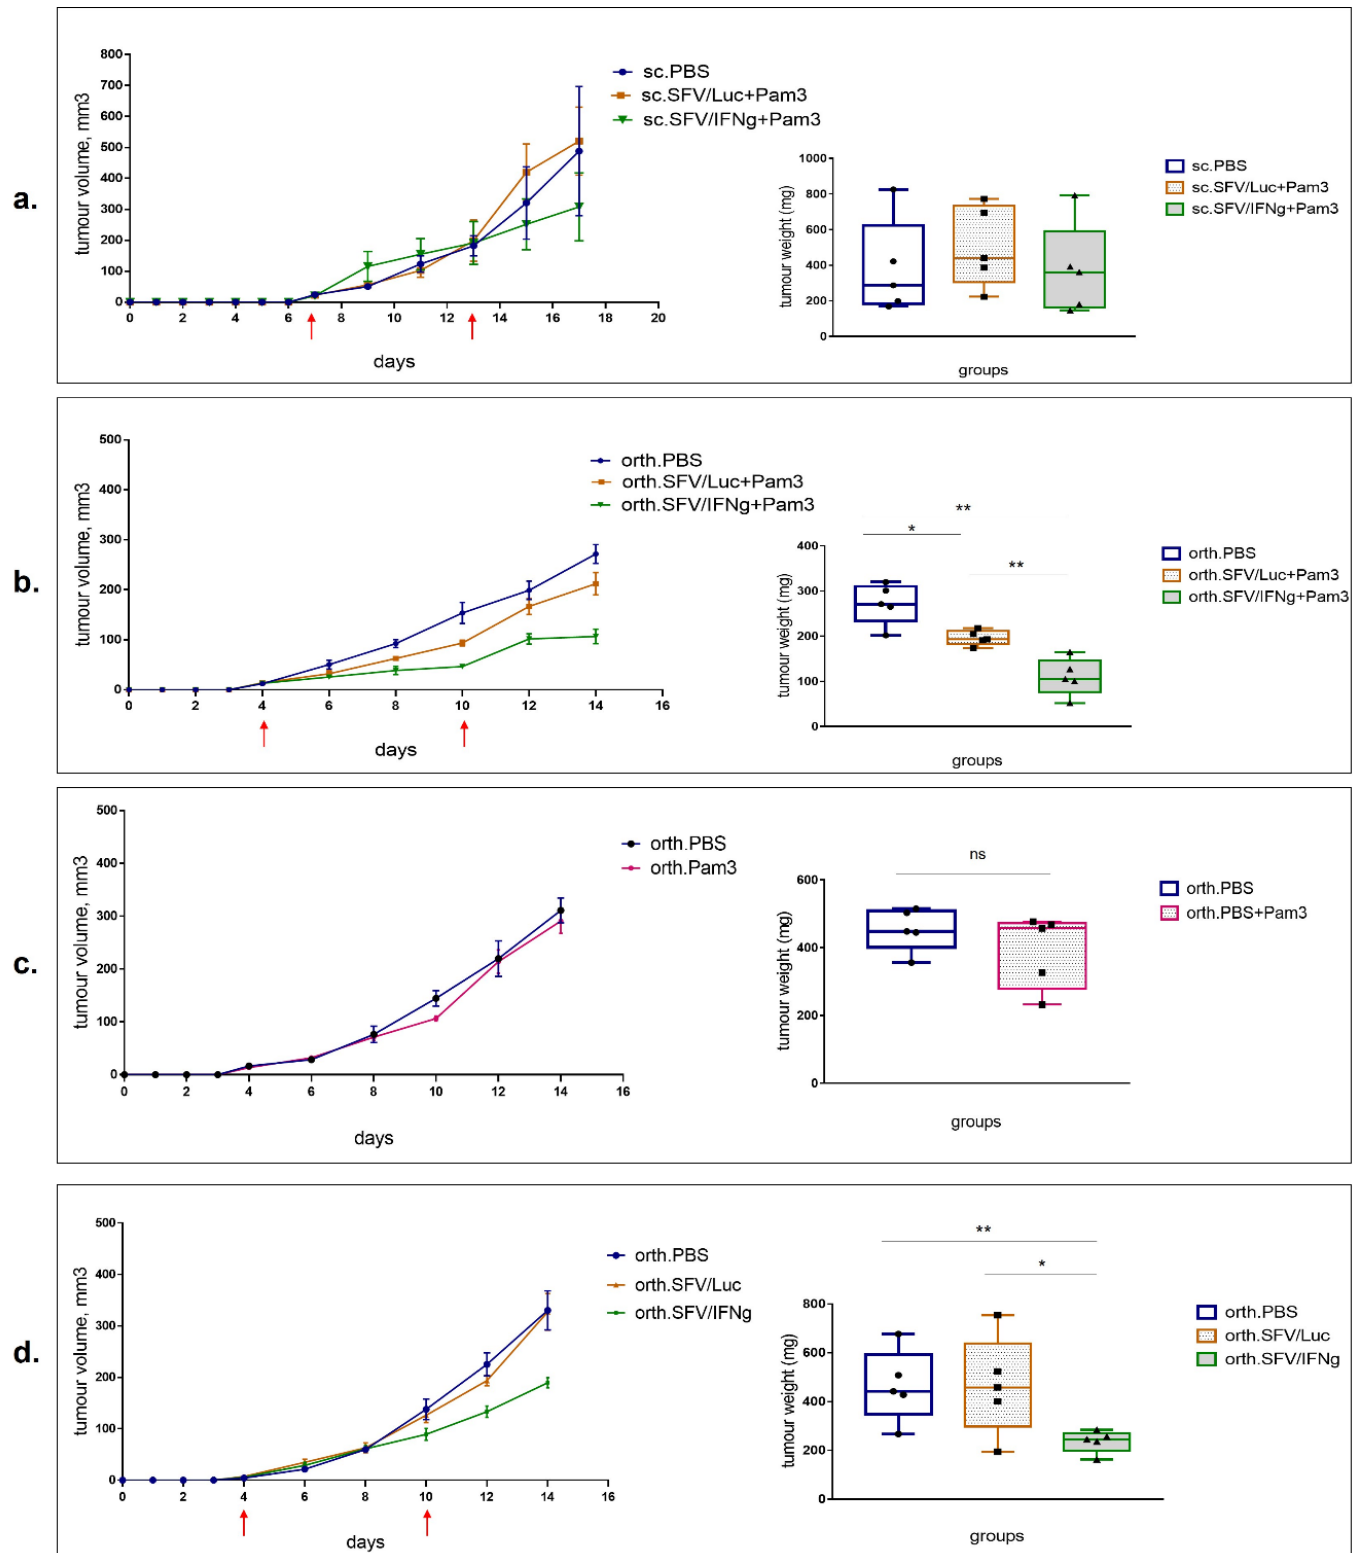 a.
tumour volume, mm3
800
700
600
500
400
300
200
100
0
0 2 4 6 8 10 12 14 16 18 20
days
sc.PBS
sc.SFV/Luc+Pam3
sc.SFV/IFNg+Pam3
tumour weight (mg)
1000
800
600
400
200
0
groups
sc.PBS
sc.SFV/Luc+Pam3
sc.SFV/IFNg+Pam3
b.
tumour volume, mm3
500
400
300
200
100
0
0 2 4 6 8 10 12 14 16
days
orth.PBS
orth.SFV/Luc+Pam3
orth.SFV/IFNg+Pam3
tumour weight (mg)
400
300
200
100
0
**
*
**
groups
orth.PBS
orth.SFV/Luc+Pam3
orth.SFV/IFNg+Pam3
c.
tumour volume, mm3
500
400
300
200
100
0
0 2 4 6 8 10 12 14 16
days
orth.PBS
orth.Pam3
tumour weight (mg)
600
400
200
0
ns
groups
orth.PBS
orth.PBS+Pam3
d.
tumour volume, mm3
500
400
300
200
100
0
0 2 4 6 8 10 12 14 16
days
orth.PBS
orth.SFV/Luc
orth.SFV/IFNg
tumour weight (mg)
800
600
400
200
0
**
*
groups
orth.PBS
orth.SFV/Luc
orth.SFV/IFNg